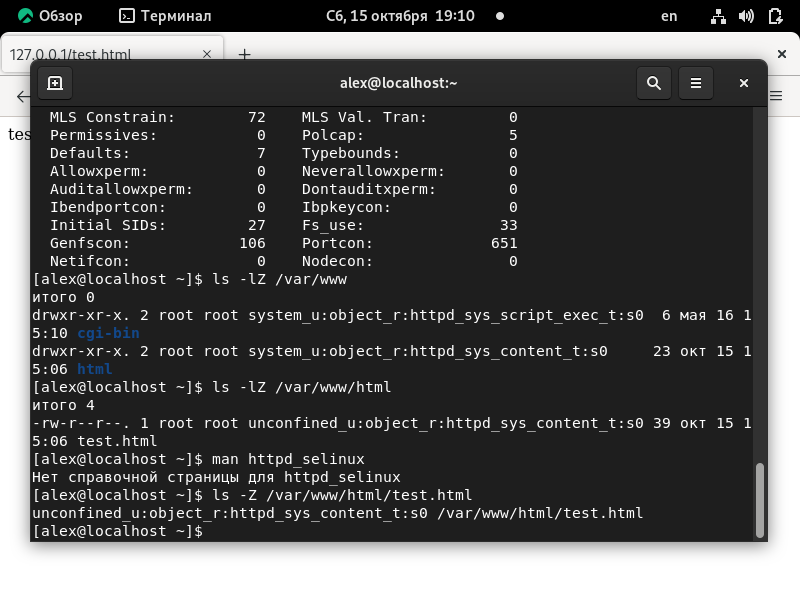 Обзор Терминал Сб, 15 октября 19:10 en
127.0.0.1/test.html
alex@localhost:~
MLS Constrain: 72 MLS Val. Tran: 0
Permissives: 0 Polcap: 5
Defaults: 7 Typebounds: 0
Allowxperm: 0 Neverallowxperm: 0
Auditallowxperm: 0 Dontauditxperm: 0
Ibendportcon: 0 Ibpkeycon: 0
Initial SIDs: 27 Fs_use: 33
Genfscon: 106 Portcon: 651
Netifcon: 0 Nodecon: 0
[alex@localhost ~]$ ls -lZ /var/www
итого 0
drwxr-xr-x. 2 root root system_u:object_r:httpd_sys_script_exec_t:s0 6 мая 16 1
5:10 cgi-bin
drwxr-xr-x. 2 root root system_u:object_r:httpd_sys_content_t:s0 23 окт 15 1
5:06 html
[alex@localhost ~]$ ls -lZ /var/www/html
итого 4
-rw-r--r--. 1 root root unconfined_u:object_r:httpd_sys_content_t:s0 39 окт 15 1
5:06 test.html
[alex@localhost ~]$ man httpd_selinux
Нет справочной страницы для httpd_selinux
[alex@localhost ~]$ ls -Z /var/www/html/test.html
unconfined_u:object_r:httpd_sys_content_t:s0 /var/www/html/test.html
[alex@localhost ~]$